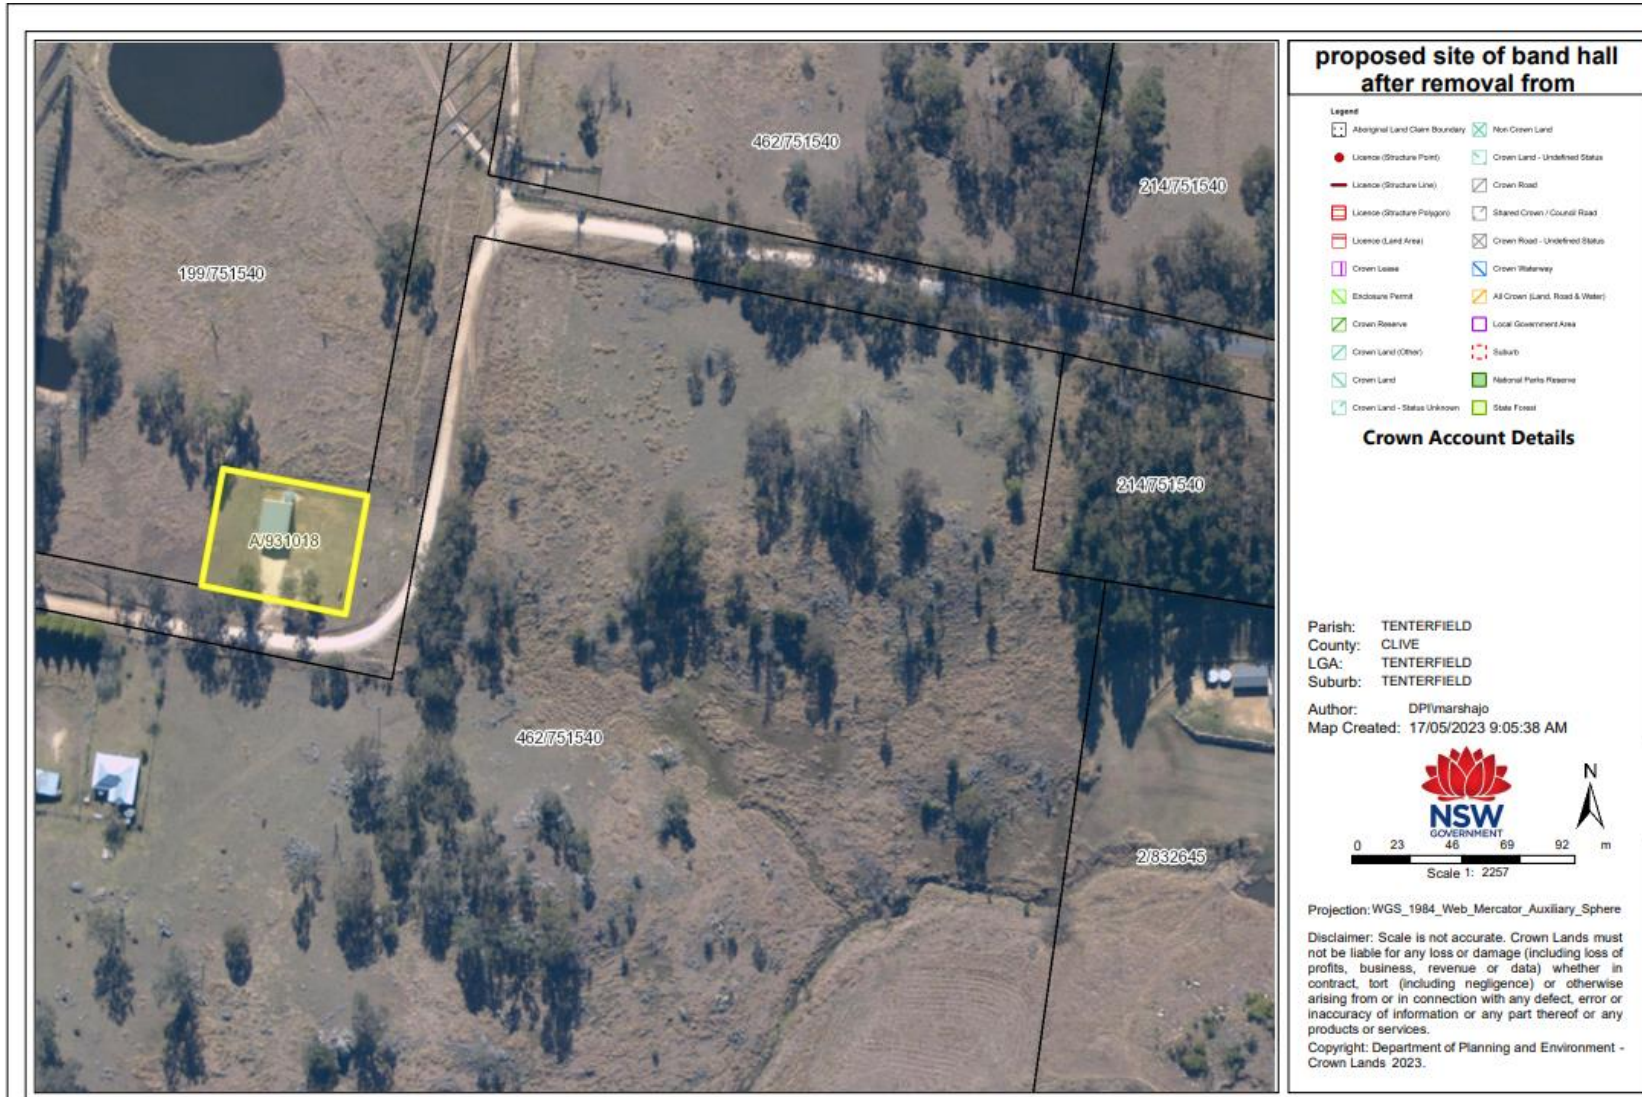 proposed site of band hall
after removal from
Legend
Aboriginal Land Claim Boundary
Non Crown Land
Licence (Structure Point)
Crown Land - Undefined Status
Licence (Structure Line)
Crown Road
Licence (Structure Polygon)
Shared Crown / Council Road
Licence (Land Area)
Crown Road - Undefined Status
Crown Lease
Crown Waterway
Enclosure Permit
All Crown (Land, Road & Water)
Crown Reserve
Local Government Area
Crown Land (Other)
Suburb
Crown Land
National Parks Reserve
Crown Land - Status Unknown
State Forest
Crown Account Details
462/751540
214/751540
199/751540
214/751540
A/931018
462/751540
2/832645
Parish: TENTERFIELD
County: CLIVE
LGA: TENTERFIELD
Suburb: TENTERFIELD
Author: DPI\marshajo
Map Created: 17/05/2023 9:05:38 AM
N
NSW
GOVERNMENT
0 23 46 69 92 m
Scale 1: 2257
Projection: WGS_1984_Web_Mercator_Auxiliary_Sphere
Disclaimer: Scale is not accurate. Crown Lands must
not be liable for any loss or damage (including loss of
profits, business, revenue or data) whether in
contract, tort (including negligence) or otherwise
arising from or in connection with any defect, error or
inaccuracy of information or any part thereof or any
products or services.
Copyright: Department of Planning and Environment -
Crown Lands 2023.